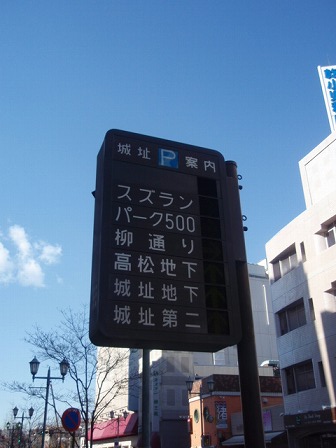 城址 P 案内
スズラン
パーク500
柳通り
高松地下
城址地下
城址第二